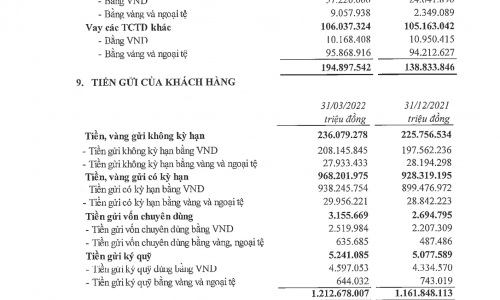 - Bằng VND
- Bằng vàng và ngoại tệ 9.057.938 2.349.089
Vay các TCTD khác 106.037.324 105.163.042
- Bằng VND 10.168.408 10.950.415
- Bằng vàng và ngoại tệ 95.868.916 94.212.627
194.897.542 138.833.846
9. TIỀN GỬI CỦA KHÁCH HÀNG
31/03/2022 31/12/2021
triệu đồng triệu đồng
Tiền, vàng gửi không kỳ hạn 236.079.278 225.756.534
- Tiền gửi không kỳ hạn bằng VND 208.145.845 197.562.236
- Tiền gửi không kỳ hạn bằng vàng và ngoại tệ 27.933.433 28.194.298
Tiền, vàng gửi có kỳ hạn 968.201.975 928.319.195
- Tiền gửi có kỳ hạn bằng VND 938.245.754 899.476.972
- Tiền gửi có kỳ hạn bằng vàng và ngoại tệ 29.956.221 28.842.223
Tiền gửi vốn chuyên dùng 3.155.669 2.694.795
- Tiền gửi vốn chuyên dùng bằng VND 2.519.984 2.207.309
- Tiền gửi vốn chuyên dùng bằng vàng, ngoại tệ 635.685 487.486
Tiền gửi ký quỹ 5.241.085 5.077.589
- Tiền gửi ký quỹ bằng VND 4.597.053 4.334.570
- Tiền gửi ký quỹ bằng vàng và ngoại tệ 644.032 743.019
1.212.678.007 1.161.848.113